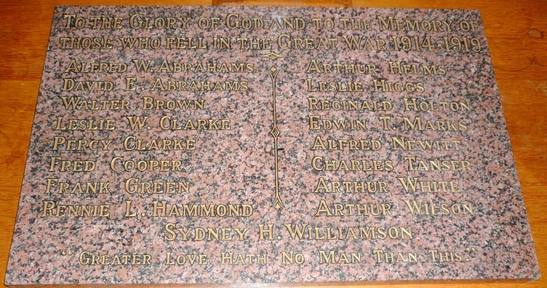 To the Glory of God and to the Memory of
those who fell in the Great War 1914-1919
Alfred W. Abrahams
David E. Abrahams
Walter Brown
Leslie W. Clarke
Percy Clarke
Fred Cooper
Frank Green
Rennie L. Hammond
Arthur Helms
Leslie Higgs
Reginald Holton
Edwin T. Marks
Alfred Newitt
Charles Tanser
Arthur White
Arthur Wilson
Sydney H. Williamson
"Greater Love Hath No Man Than This."